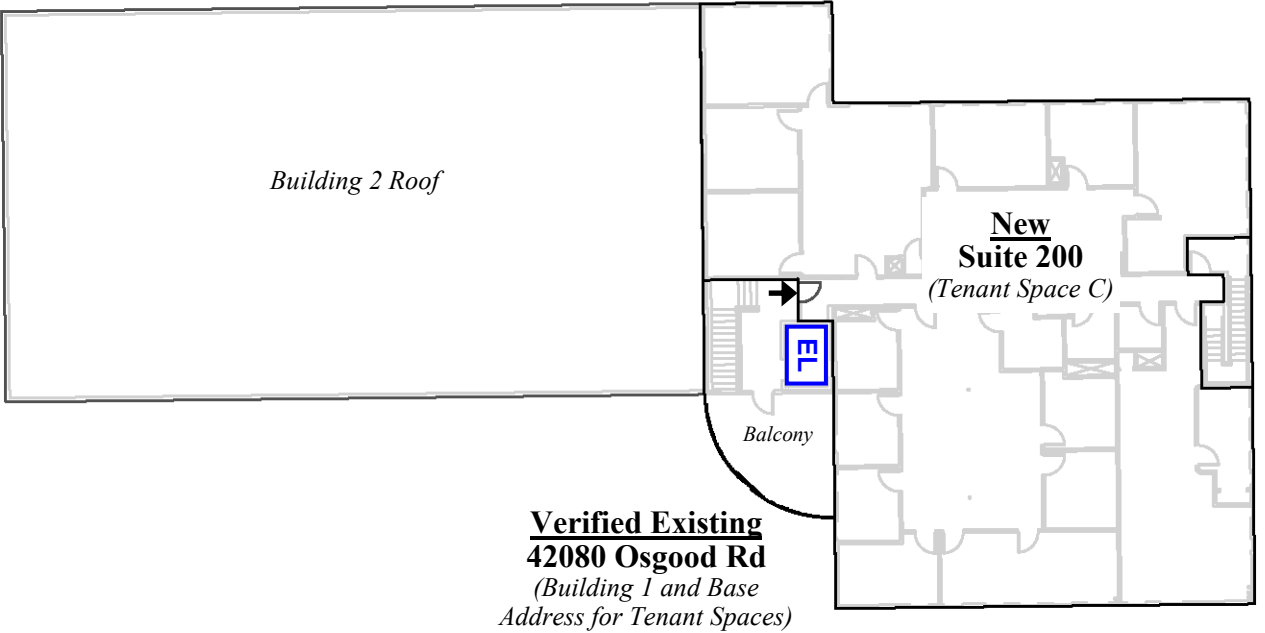 Building 2 Roof
New
Suite 200
(Tenant Space C)
EL
Balcony
Verified Existing
42080 Osgood Rd
(Building 1 and Base
Address for Tenant Spaces)